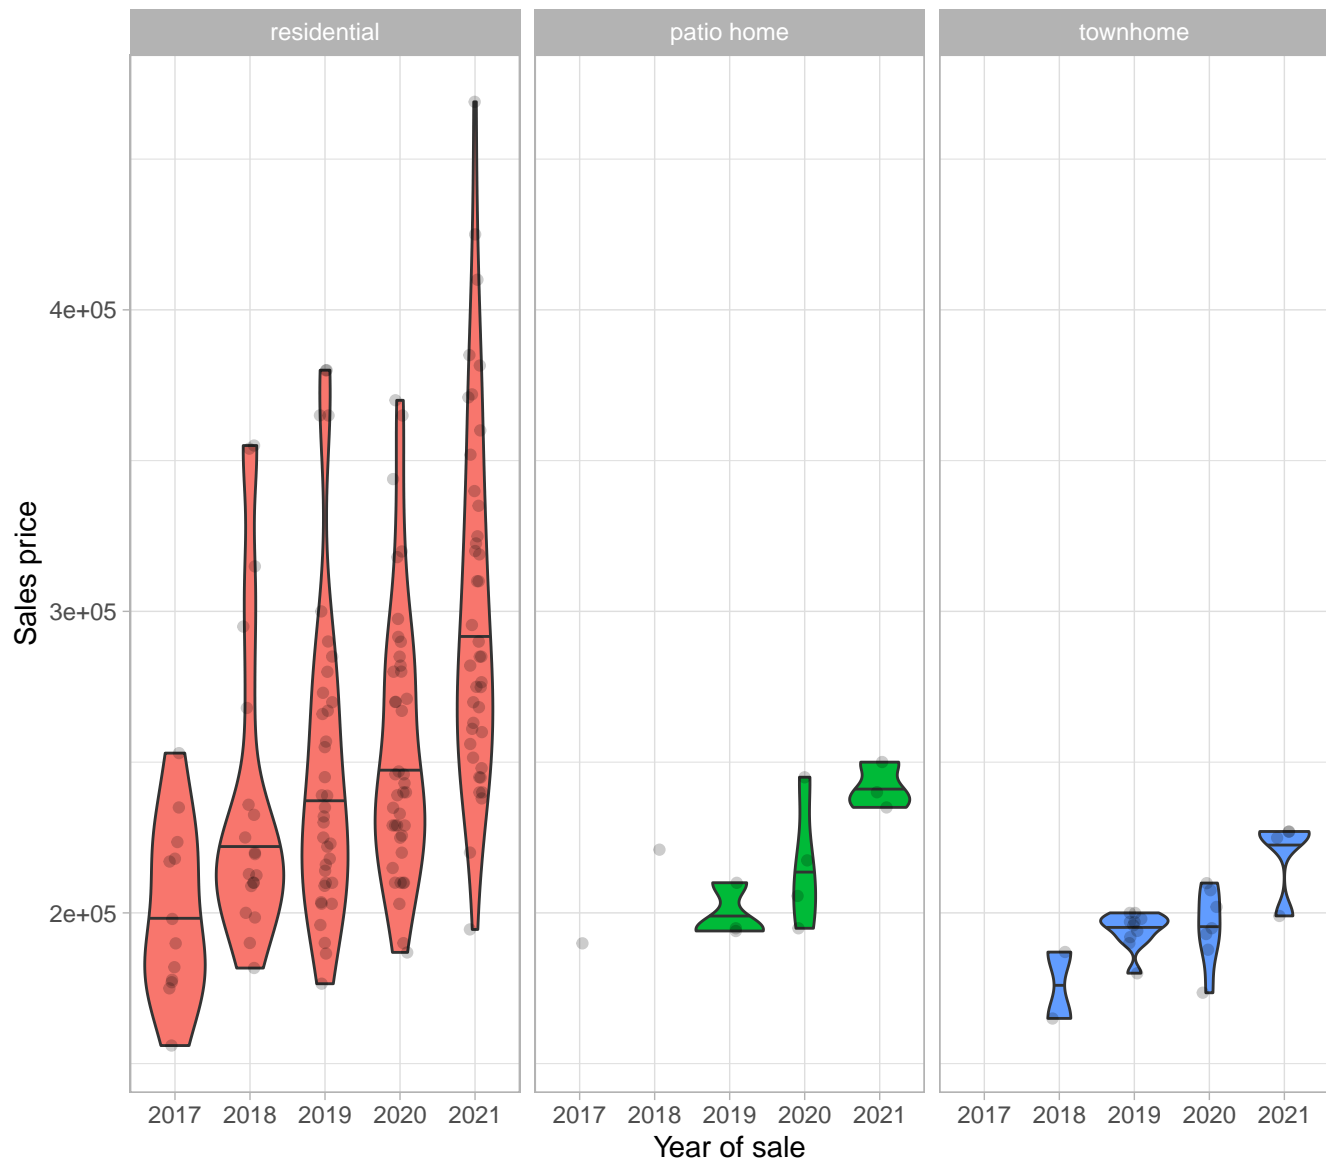 residential patio home townhome
4e+05
3e+05
2e+05
Sales price
2017 2018 2019 2020 2021 2017 2018 2019 2020 2021 2017 2018 2019 2020 2021
Year of sale